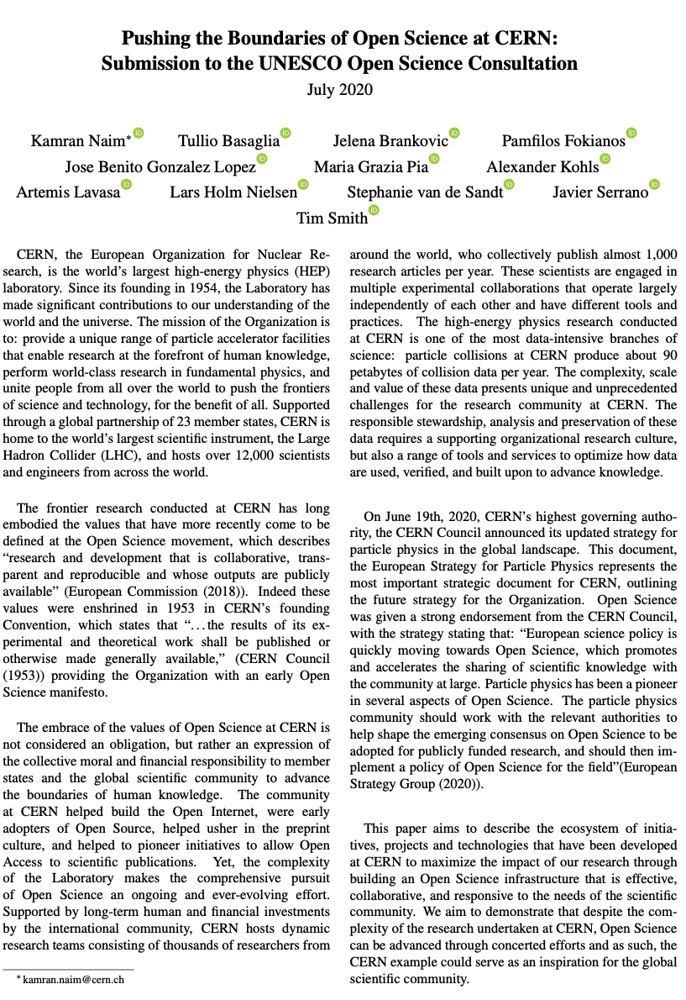 Pushing the Boundaries of Open Science at CERN:
Submission to the UNESCO Open Science Consultation
July 2020
Kamran Naim* Tullio Basaglia Jelena Brankovic Pamfilos Fokianos
Jose Benito Gonzalez Lopez Maria Grazia Pia Alexander Kohls
Artemis Lavasa Lars Holm Nielsen Stephanie van de Sandt Javier Serrano
Tim Smith
CERN, the European Organization for Nuclear Re-
search, is the world's largest high-energy physics (HEP)
laboratory. Since its founding in 1954, the Laboratory has
made significant contributions to our understanding of the
world and the universe. The mission of the Organization is
to: provide a unique range of particle accelerator facilities
that enable research at the forefront of human knowledge,
perform world-class research in fundamental physics, and
unite people from all over the world to push the frontiers
of science and technology, for the benefit of all. Supported
through a global partnership of 23 member states, CERN is
home to the world's largest scientific instrument, the Large
Hadron Collider (LHC), and hosts over 12,000 scientists
and engineers from across the world.
The frontier research conducted at CERN has long
embodied the values that have more recently come to be
defined at the Open Science movement, which describes
“research and development that is collaborative, trans-
parent and reproducible and whose outputs are publicly
available” (European Commission (2018)). Indeed these
values were enshrined in 1953 in CERN's founding
Convention, which states that “…the results of its ex-
perimental and theoretical work shall be published or
otherwise made generally available,” (CERN Council
(1953)) providing the Organization with an early Open
Science manifesto.
The embrace of the values of Open Science at CERN is
not considered an obligation, but rather an expression of
the collective moral and financial responsibility to member
states and the global scientific community to advance
the boundaries of human knowledge. The community
at CERN helped build the Open Internet, were early
adopters of Open Source, helped usher in the preprint
culture, and helped to pioneer initiatives to allow Open
Access to scientific publications. Yet, the complexity
of the Laboratory makes the comprehensive pursuit
of Open Science an ongoing and ever-evolving effort.
Supported by long-term human and financial investments
by the international community, CERN hosts dynamic
research teams consisting of thousands of researchers from
* kamran.naim@cern.ch
around the world, who collectively publish almost 1,000
research articles per year. These scientists are engaged in
multiple experimental collaborations that operate largely
independently of each other and have different tools and
practices. The high-energy physics research conducted
at CERN is one of the most data-intensive branches of
science: particle collisions at CERN produce about 90
petabytes of collision data per year. The complexity, scale
and value of these data presents unique and unprecedented
challenges for the research community at CERN. The
responsible stewardship, analysis and preservation of these
data requires a supporting organizational research culture,
but also a range of tools and services to optimize how data
are used, verified, and built upon to advance knowledge.
On June 19th, 2020, CERN's highest governing autho-
rity, the CERN Council announced its updated strategy for
particle physics in the global landscape. This document,
the European Strategy for Particle Physics represents the
most important strategic document for CERN, outlining
the future strategy for the Organization. Open Science
was given a strong endorsement from the CERN Council,
with the strategy stating that: “European science policy is
quickly moving towards Open Science, which promotes
and accelerates the sharing of scientific knowledge with
the community at large. Particle physics has been a pioneer
in several aspects of Open Science. The particle physics
community should work with the relevant authorities to
help shape the emerging consensus on Open Science to be
adopted for publicly funded research, and should then im-
plement a policy of Open Science for the field”(European
Strategy Group (2020)).
This paper aims to describe the ecosystem of initia-
tives, projects and technologies that have been developed
at CERN to maximize the impact of our research through
building an Open Science infrastructure that is effective,
collaborative, and responsive to the needs of the scientific
community. We aim to demonstrate that despite the com-
plexity of the research undertaken at CERN, Open Science
can be advanced through concerted efforts and as such, the
CERN example could serve as an inspiration for the global
scientific community.